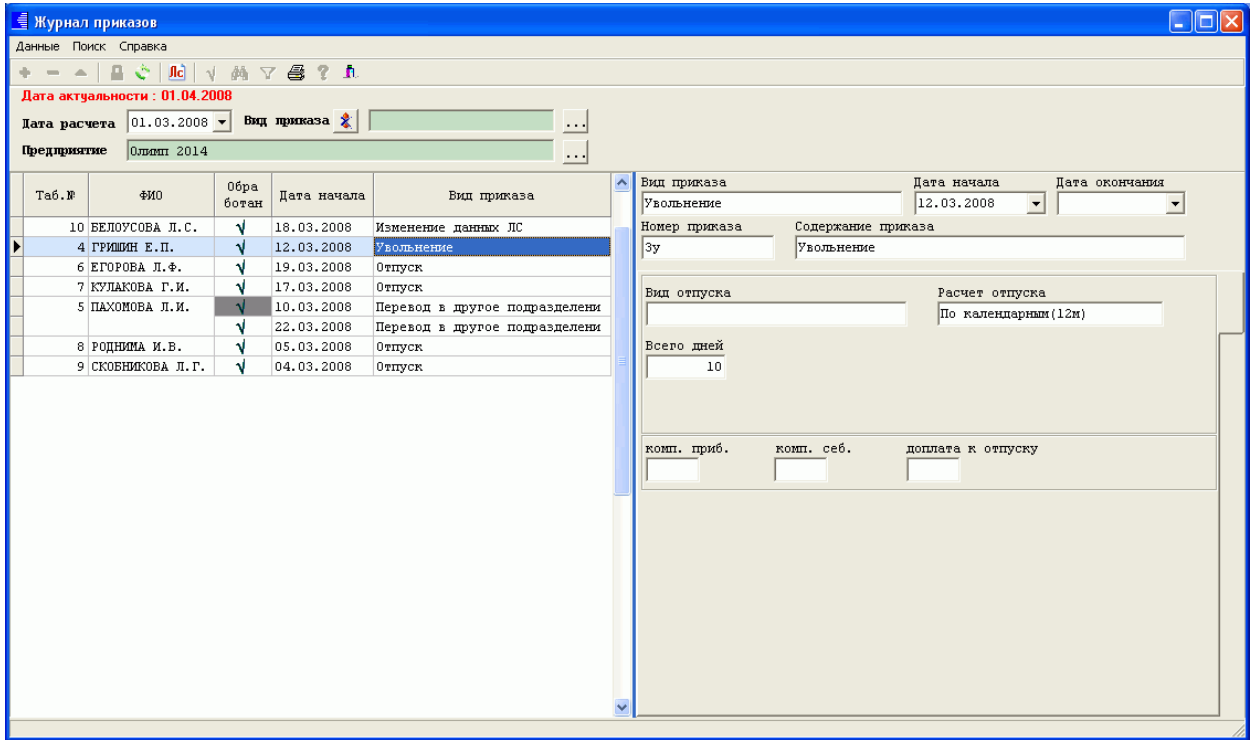 Журнал приказов
Данные Поиск Справка
Лс
Дата актуальности : 01.04.2008
Дата расчета 01.03.2008 Вид приказа ...
Предприятие Олимп 2014 ...
Таб.№ ФИО Обра ботан Дата начала Вид приказа
10 БЕЛОУСОВА Л.С. √ 18.03.2008 Изменение данных ЛС
4 ГРИШИН Е.П. √ 12.03.2008 Увольнение
6 ЕГОРОВА Л.Ф. √ 19.03.2008 Отпуск
7 КУЛАКОВА Г.И. √ 17.03.2008 Отпуск
5 ПАХОМОВА Л.И. √ 10.03.2008 Перевод в другое подразделени
√ 22.03.2008 Перевод в другое подразделени
8 РОДНИМА И.В. √ 05.03.2008 Отпуск
9 СКОБНИКОВА Л.Г. √ 04.03.2008 Отпуск
Вид приказа Дата начала Дата окончания
Увольнение 12.03.2008
Номер приказа Содержание приказа
3у Увольнение
Вид отпуска Расчет отпуска
По календарным(12м)
Всего дней
10
комп. приб. комп. себ. доплата к отпуску